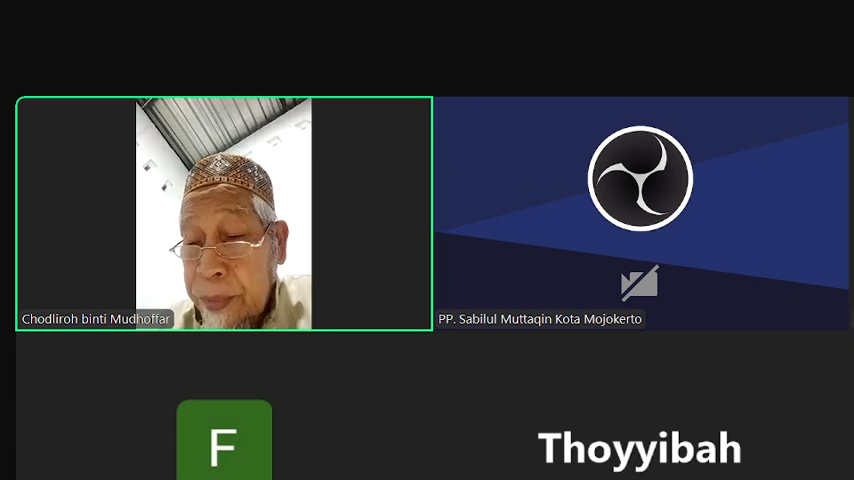 Chodliroh binti Mudhoffar
PP. Sabilul Muttaqin Kota Mojokerto
F
Thoyyibah